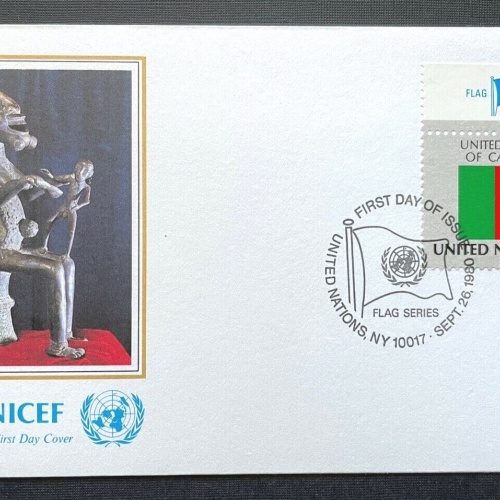 FLAG
UNITED
OF CA
UNITED N
FIRST DAY OF ISSUE
UNITED NATIONS, NY 10017 · SEPT. 26, 1980
FLAG SERIES
NICEF
First Day Cover